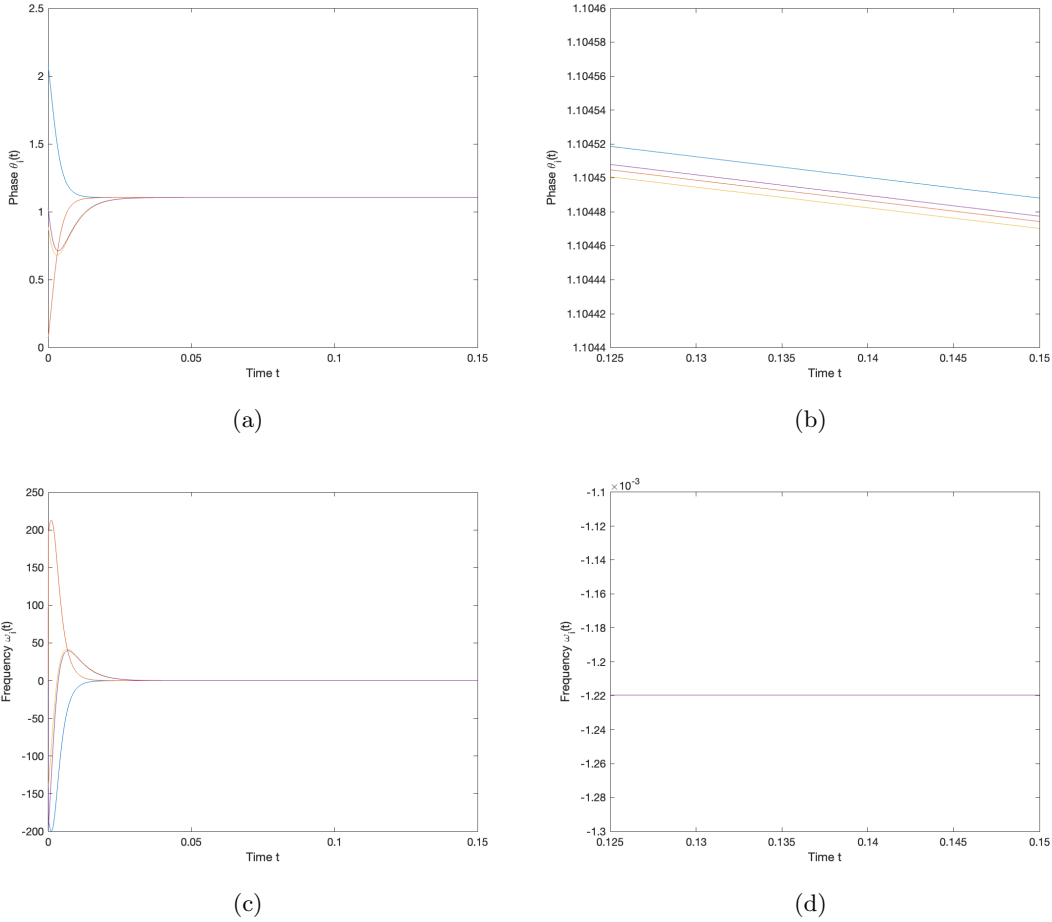 2.5
2
1.5
1
0.5
0
Phase θi(t)
0 0.05 0.1 0.15
Time t
(a)
1.1046
1.10458
1.10456
1.10454
1.10452
1.1045
1.10448
1.10446
1.10444
1.10442
1.1044
Phase θi(t)
0.125 0.13 0.135 0.14 0.145 0.15
Time t
(b)
250
200
150
100
50
0
-50
-100
-150
-200
Frequency ωi(t)
0 0.05 0.1 0.15
Time t
(c)
-1.1 × 10-3
-1.12
-1.14
-1.16
-1.18
-1.2
-1.22
-1.24
-1.26
-1.28
-1.3
Frequency ωi(t)
0.125 0.13 0.135 0.14 0.145 0.15
Time t
(d)